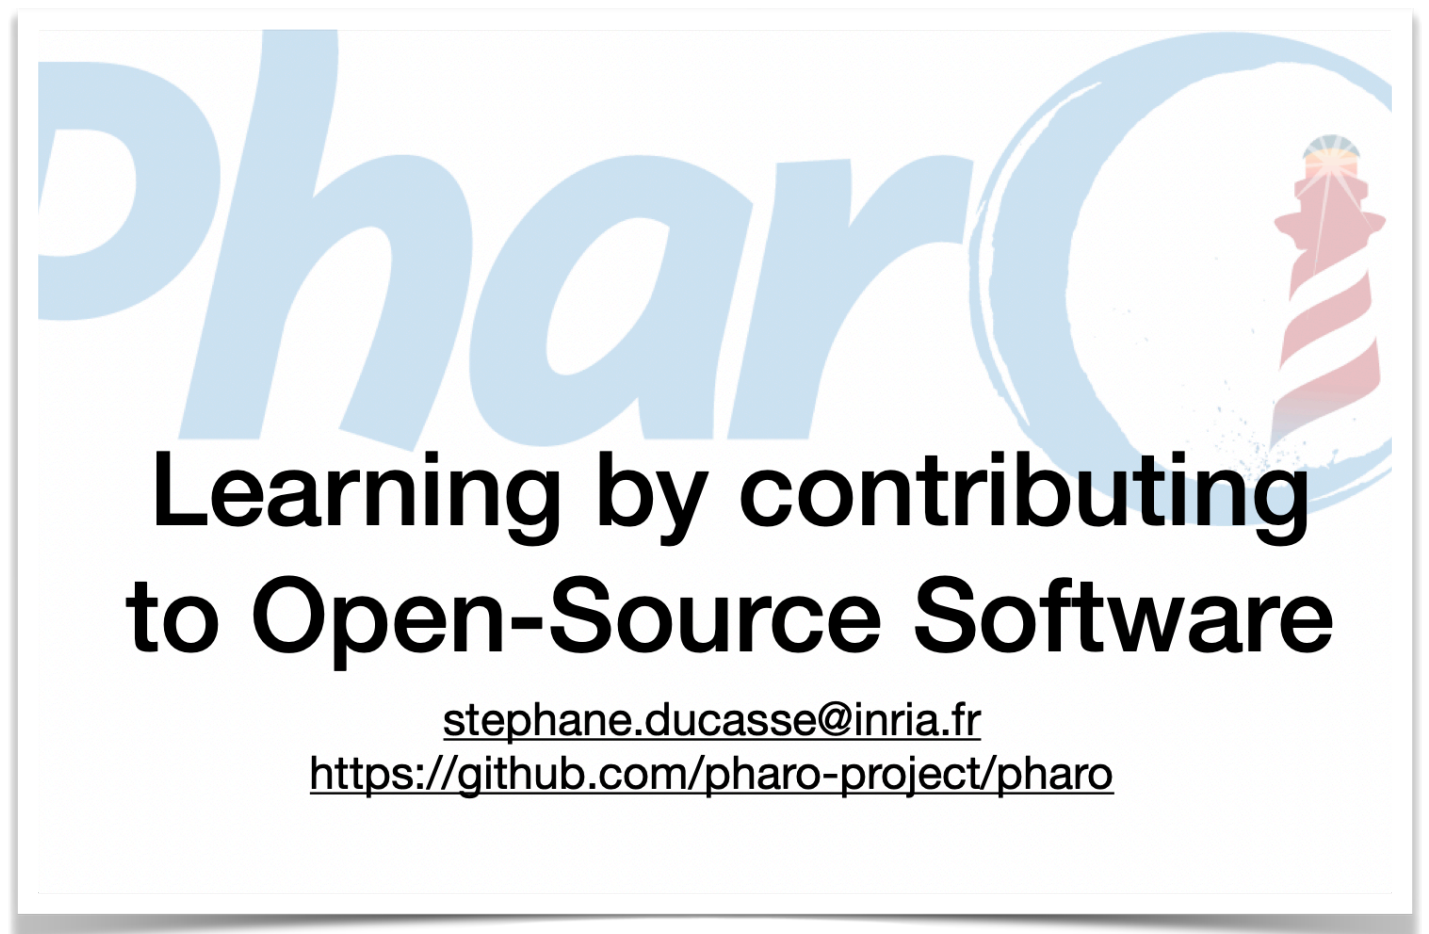 Pharo
Learning by contributing
to Open-Source Software
stephane.ducasse@inria.fr
https://github.com/pharo-project/pharo